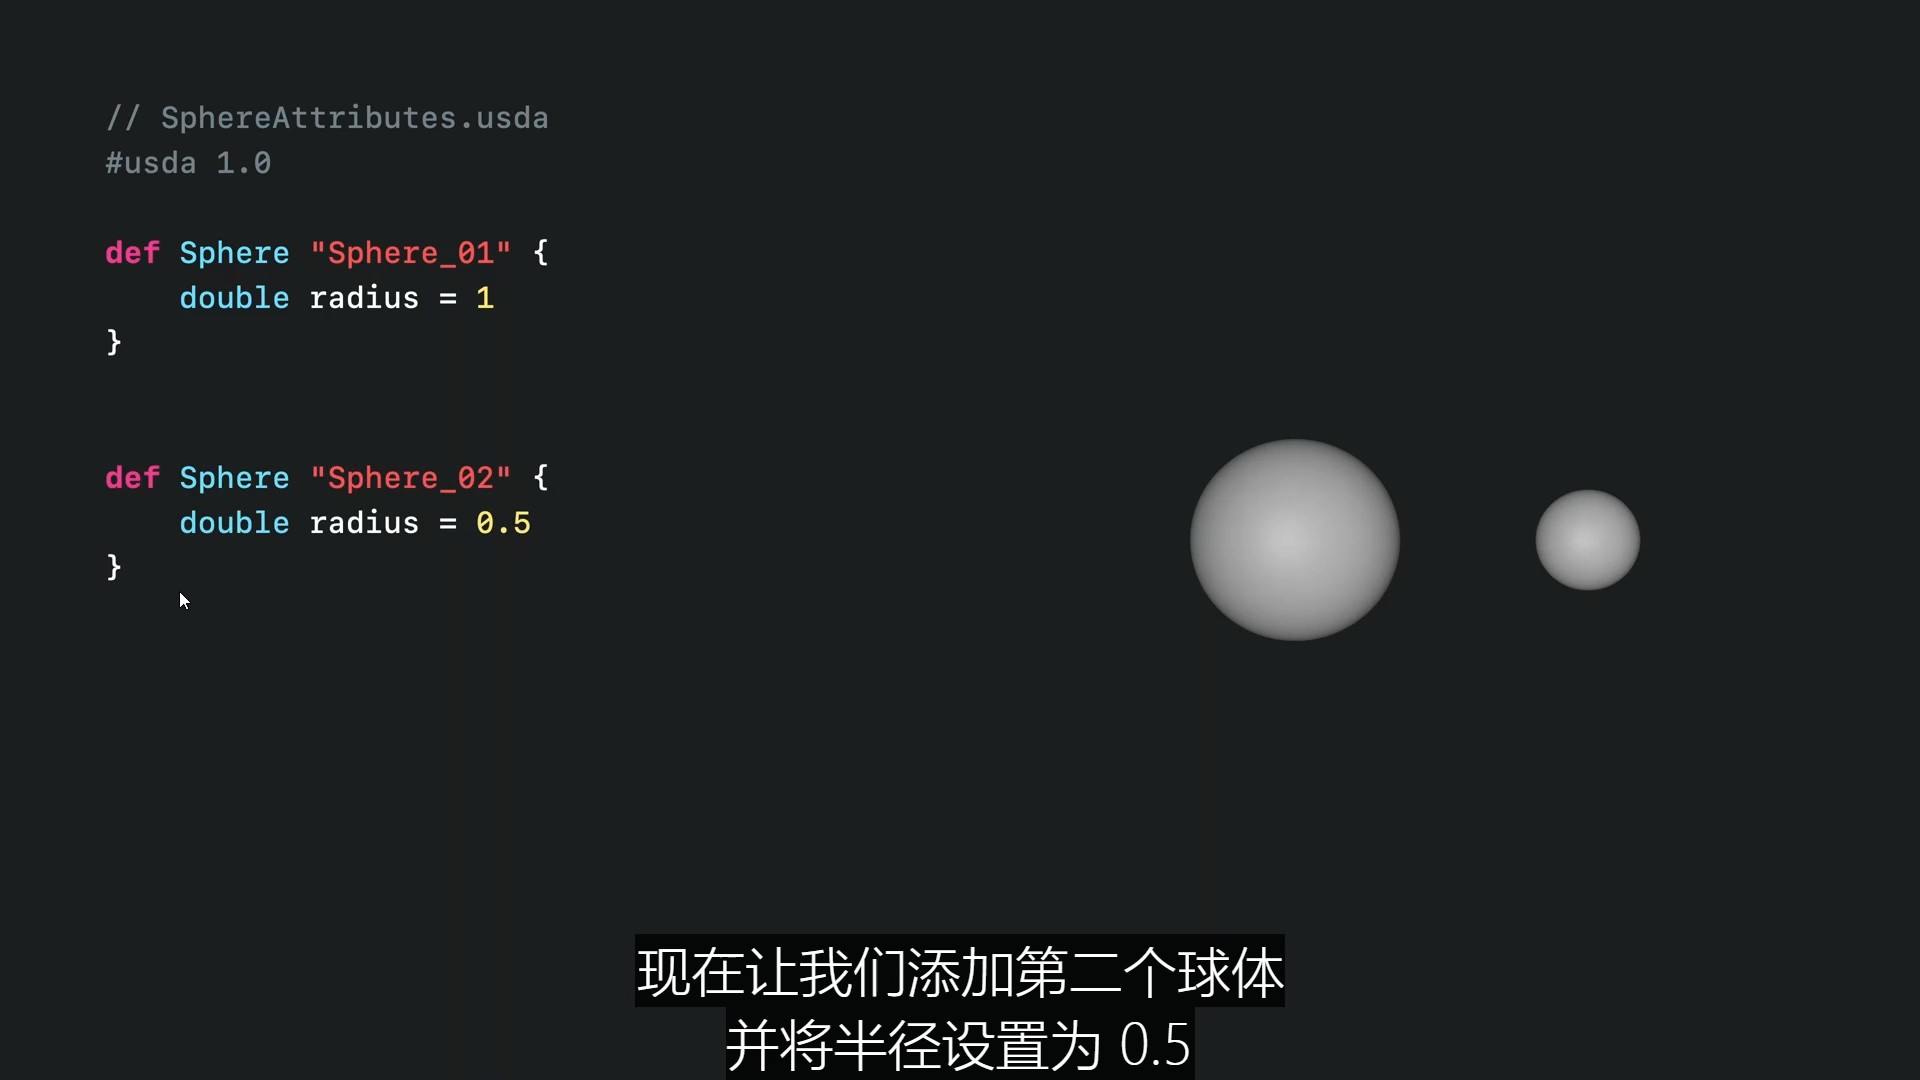 // SphereAttributes.usda
#usda 1.0
def Sphere "Sphere_01" {
    double radius = 1
}
def Sphere "Sphere_02" {
    double radius = 0.5
}
现在让我们添加第二个球体
并将半径设置为 0.5